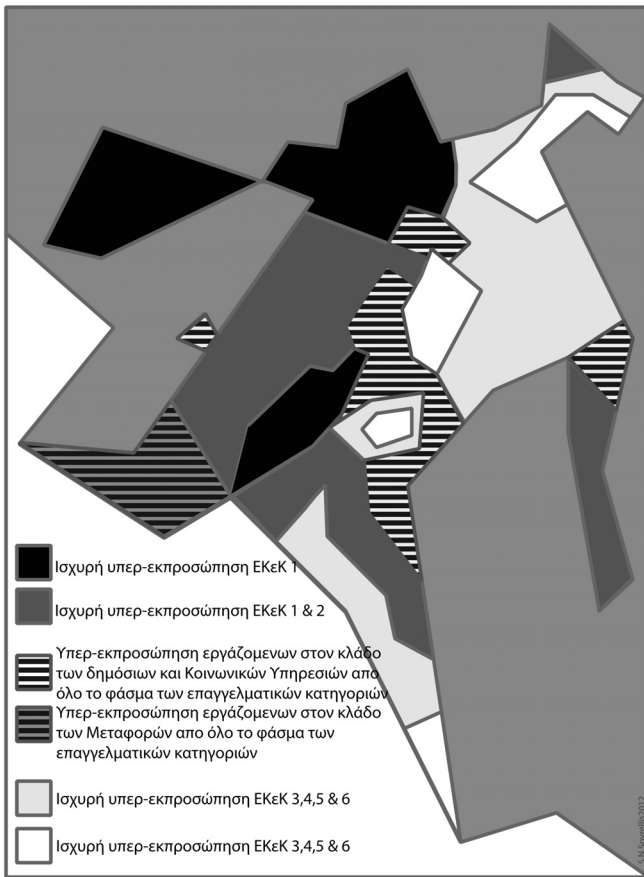 Ισχυρή υπερ-εκπροσώπηση ΕΚεΚ 1
Ισχυρή υπερ-εκπροσώπηση ΕΚεΚ 1 & 2
Υπερ-εκπροσώπηση εργάζομενων στον κλάδο
των δημόσιων και Κοινωνικών Υπηρεσιών απο
όλο το φάσμα των επαγγελματικών κατηγοριών
Υπερ-εκπροσώπηση εργάζομενων στον κλάδο
των Μεταφορών απο όλο το φάσμα των
επαγγελματικών κατηγοριών
Ισχυρή υπερ-εκπροσώπηση ΕΚεΚ 3,4,5 & 6
Ισχυρή υπερ-εκπροσώπηση ΕΚεΚ 3,4,5 & 6